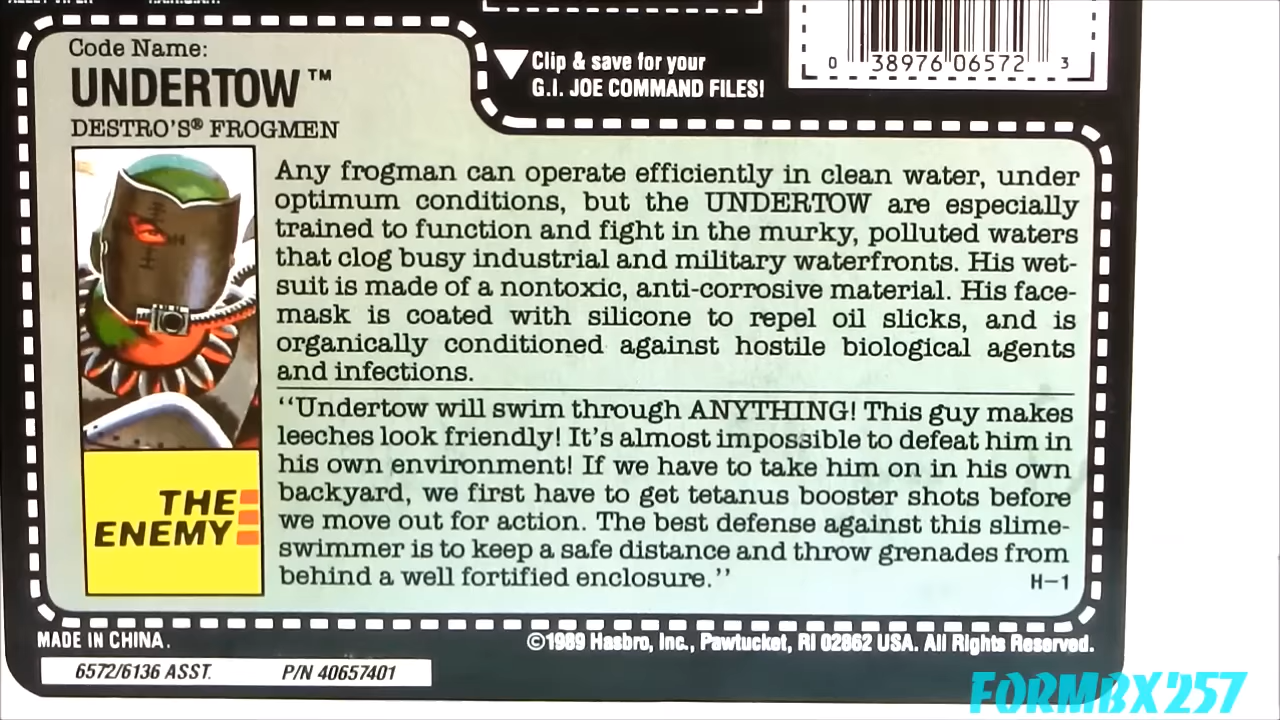 Code Name:
UNDERTOW™
DESTRO'S® FROGMEN
Clip & save for your
G.I. JOE COMMAND FILES!
0 38976 06572 3
Any frogman can operate efficiently in clean water, under
optimum conditions, but the UNDERTOW are especially
trained to function and fight in the murky, polluted waters
that clog busy industrial and military waterfronts. His wet-
suit is made of a nontoxic, anti-corrosive material. His face-
mask is coated with silicone to repel oil slicks, and is
organically conditioned against hostile biological agents
and infections.
‘‘Undertow will swim through ANYTHING! This guy makes
leeches look friendly! It's almost impossible to defeat him in
his own environment! If we have to take him on in his own
backyard, we first have to get tetanus booster shots before
we move out for action. The best defense against this slime-
swimmer is to keep a safe distance and throw grenades from
behind a well fortified enclosure.’’
H-1
THE
ENEMY
MADE IN CHINA.
©1989 Hasbro, Inc., Pawtucket, RI 02862 USA. All Rights Reserved.
6572/6136 ASST. P/N 40657401
FORMBX257